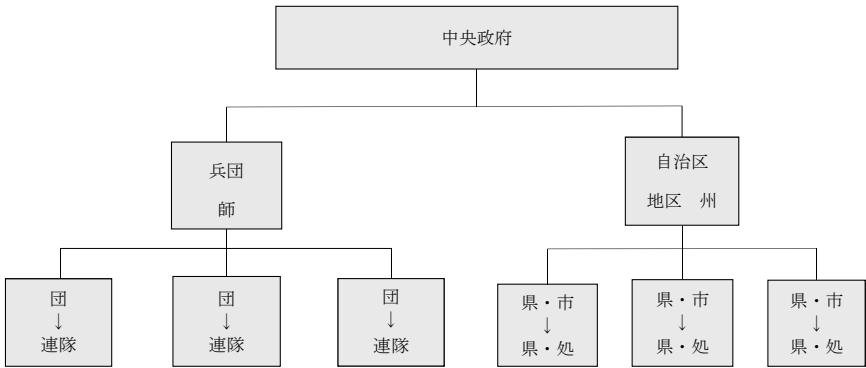 中央政府
兵団
師
自治区
地区　州
団
↓
連隊
団
↓
連隊
団
↓
連隊
県・市
↓
県・処
県・市
↓
県・処
県・市
↓
県・処